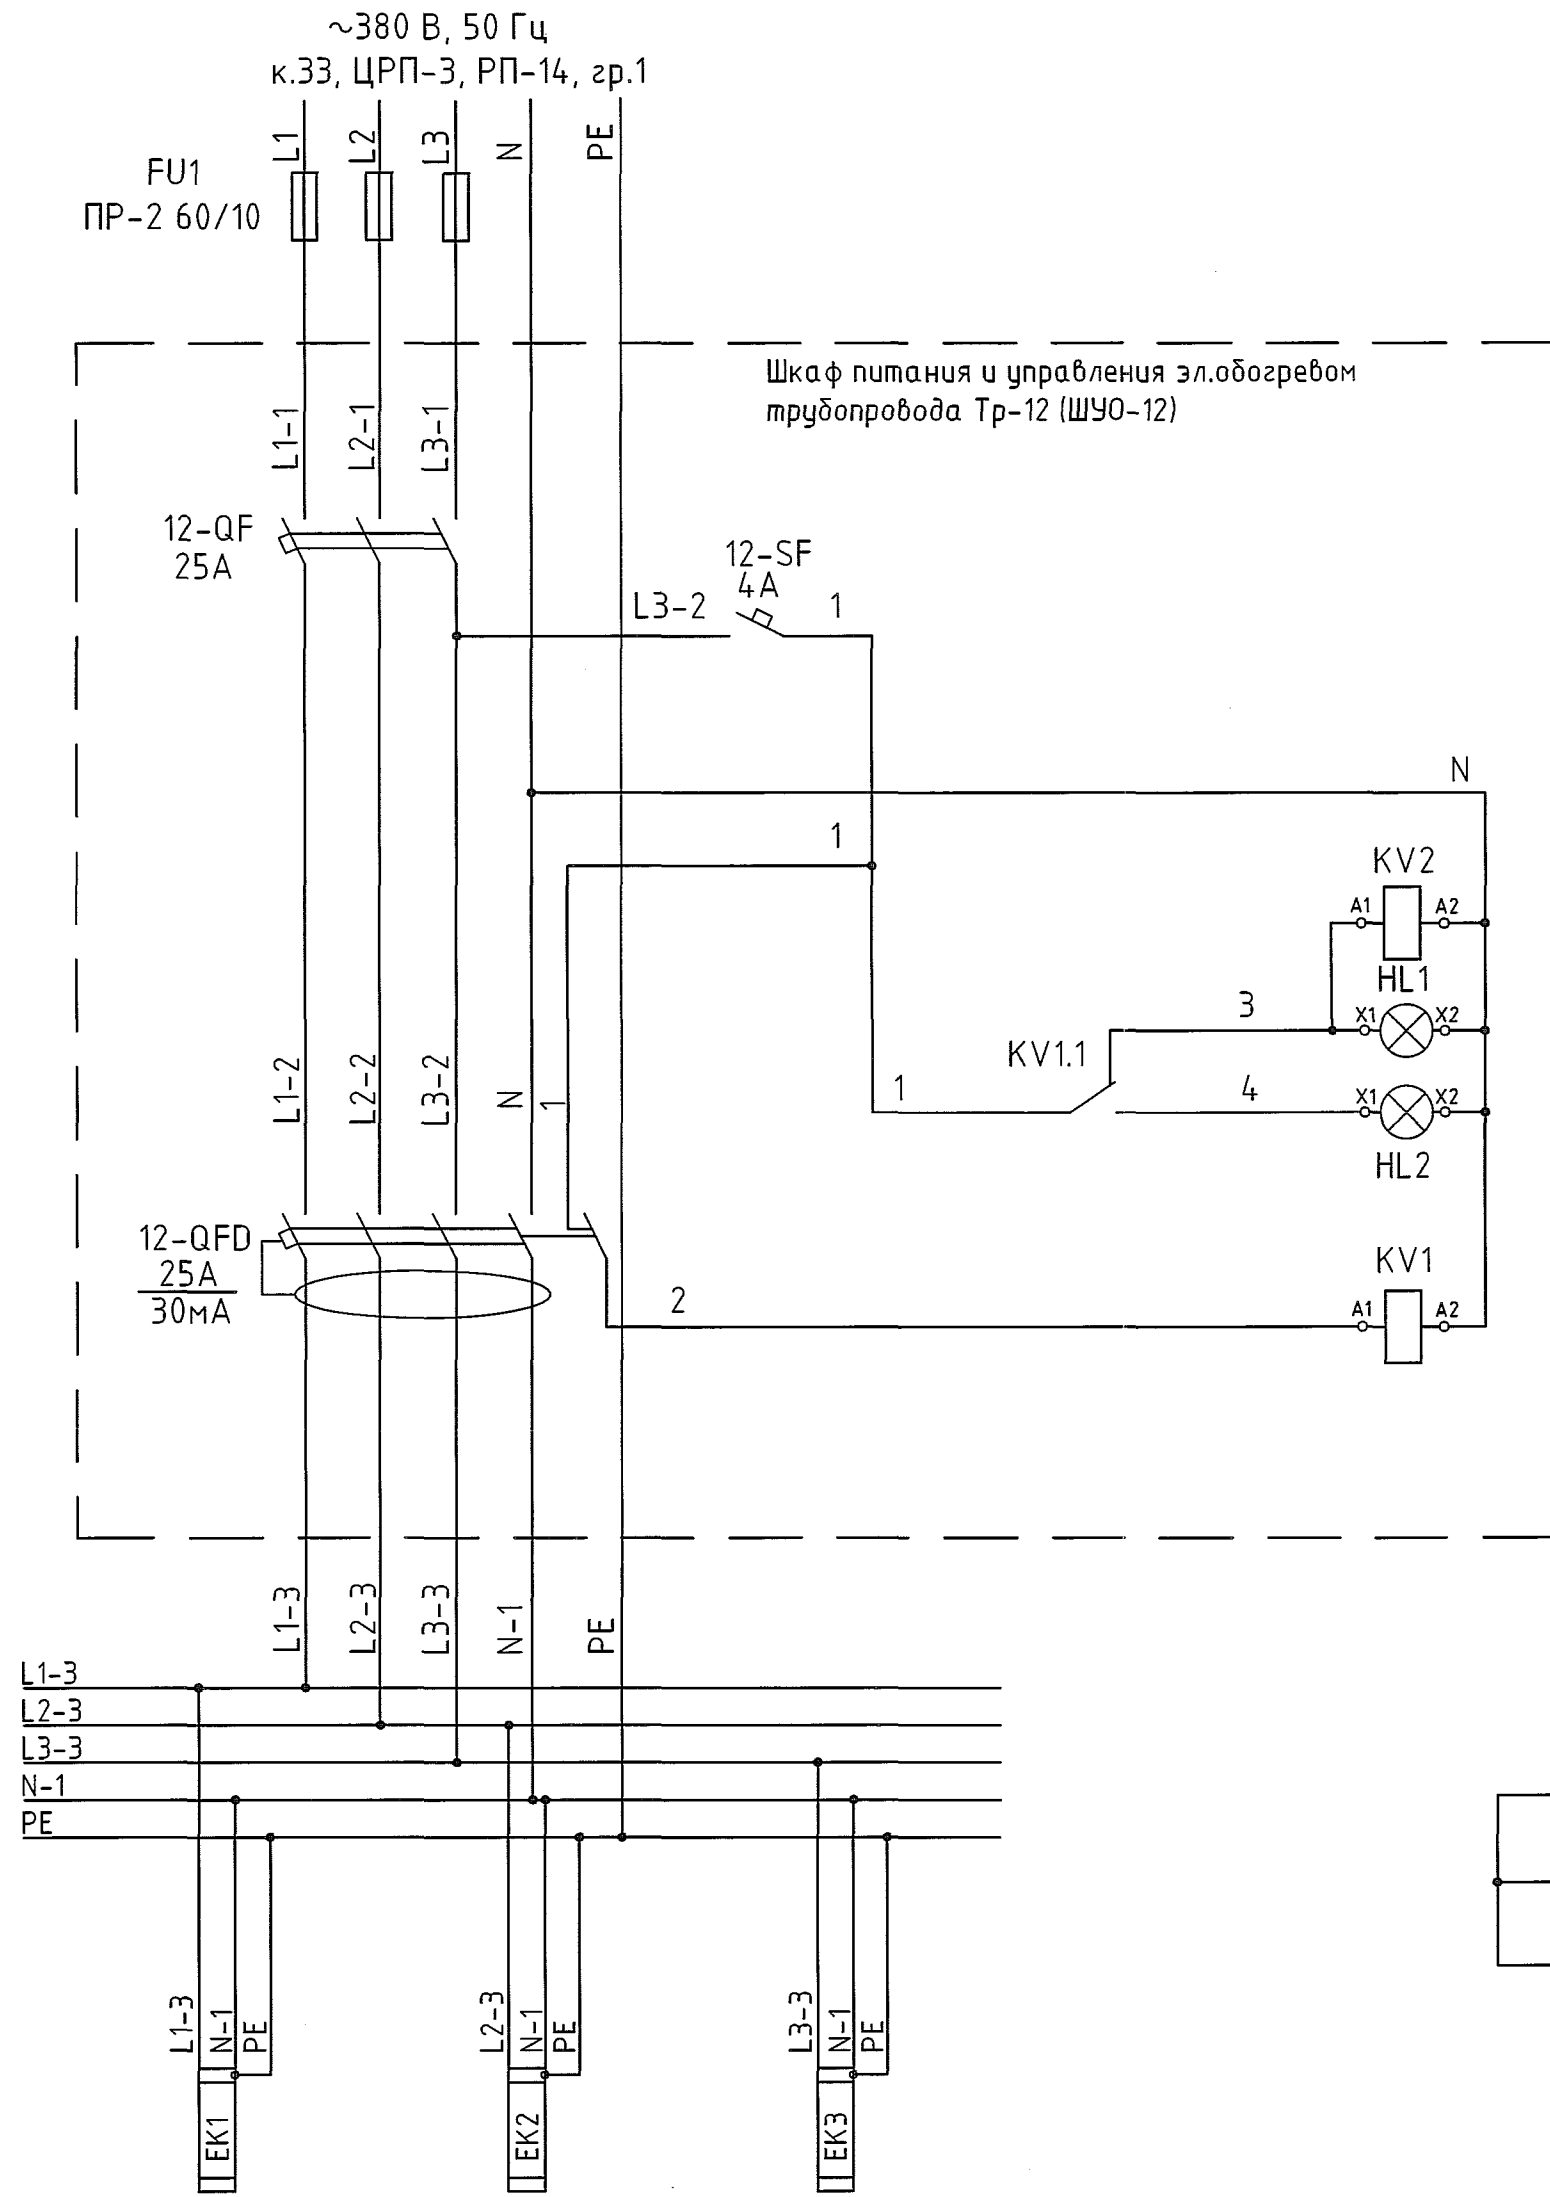 ~380 В, 50 Гц
к.33, ЦРП-3, РП-14, гр.1
L1
L2
L3
N
PE
FU1
ПР-2 60/10
Шкаф питания и управления эл.обогревом
трубопровода Тр-12 (ШУО-12)
L1-1
L2-1
L3-1
12-QF
25А
12-SF
4А
L3-2
1
N
1
KV2
A1
A2
HL1
3
X1
X2
KV1.1
1
4
X1
X2
HL2
L1-2
L2-2
L3-2
N
1
12-QFD
25А
30мА
2
KV1
A1
A2
L1-3
L2-3
L3-3
N-1
PE
L1-3
L2-3
L3-3
N-1
PE
L1-3
N-1
PE
L2-3
N-1
PE
L3-3
N-1
PE
EK1
EK2
EK3